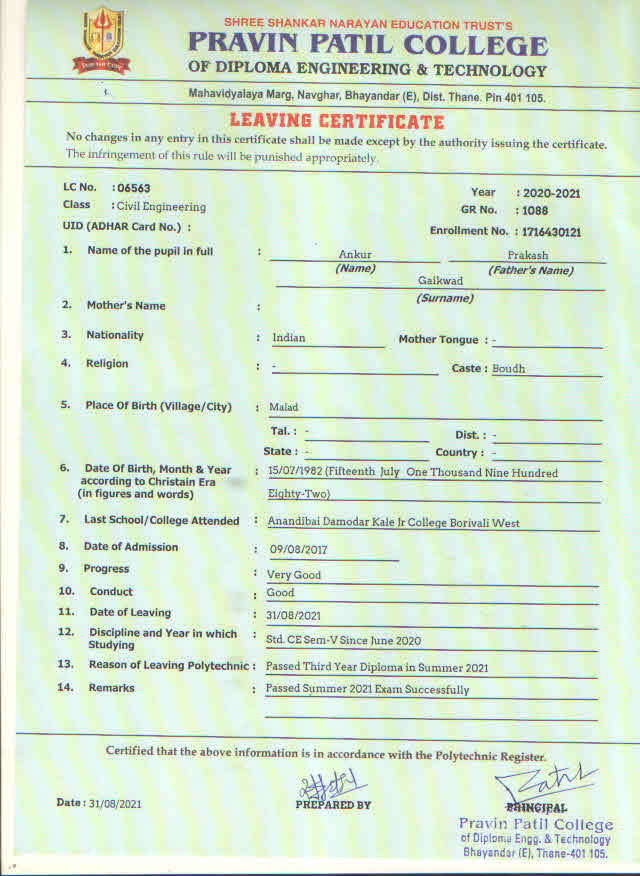 SHREE SHANKAR NARAYAN EDUCATION TRUST'S
PRAVIN PATIL COLLEGE
OF DIPLOMA ENGINEERING & TECHNOLOGY
Mahavidyalaya Marg, Navghar, Bhayandar (E), Dist. Thane. Pin 401 105.
LEAVING CERTIFICATE
No changes in any entry in this certificate shall be made except by the authority issuing the certificate.
The infringement of this rule will be punished appropriately.
LC No. : 06563 Year : 2020-2021
Class : Civil Engineering GR No. : 1088
UID (ADHAR Card No.) : Enrollment No. : 1716430121
1. Name of the pupil in full : Ankur Prakash
(Name) (Father's Name)
Gaikwad
(Surname)
2. Mother's Name :
3. Nationality : Indian Mother Tongue : -
4. Religion : - Caste : Boudh
5. Place Of Birth (Village/City) : Malad
Tal. : - Dist. : -
State : - Country : -
6. Date Of Birth, Month & Year : 15/07/1982 (Fifteenth July One Thousand Nine Hundred
according to Christain Era
(in figures and words) Eighty-Two)
7. Last School/College Attended : Anandibai Damodar Kale Jr College Borivali West
8. Date of Admission : 09/08/2017
9. Progress : Very Good
10. Conduct : Good
11. Date of Leaving : 31/08/2021
12. Discipline and Year in which : Std. CE Sem-V Since June 2020
Studying
13. Reason of Leaving Polytechnic : Passed Third Year Diploma in Summer 2021
14. Remarks : Passed Summer 2021 Exam Successfully
Certified that the above information is in accordance with the Polytechnic Register.
Date : 31/08/2021 PREPARED BY PRINCIPAL
Pravin Patil College
of Diploma Engg. & Technology
Bhayandar (E), Thane-401 105.